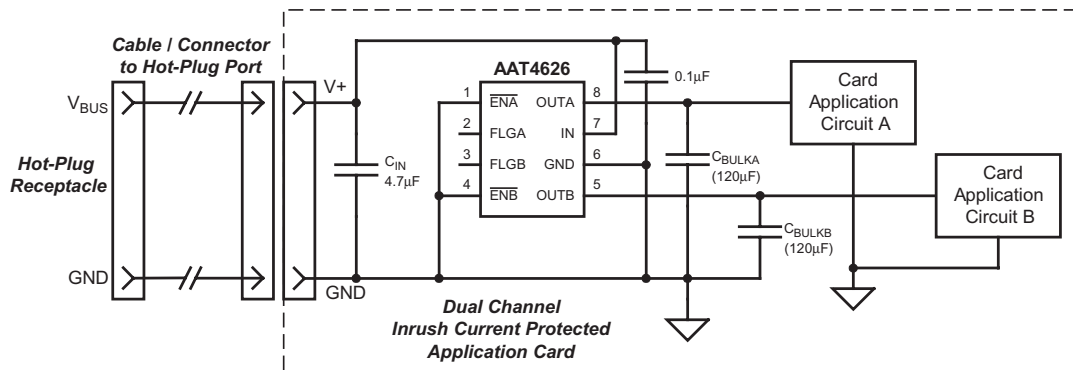 Cable / Connector
to Hot-Plug Port
V+
VBUS
Hot-Plug
Receptacle
GND
GND
CIN
4.7µF
AAT4626
1
ENA
OUTA
8
2
FLGA
IN
7
3
FLGB
GND
6
4
ENB
OUTB
5
0.1µF
CBULKA
(120µF)
CBULKB
(120µF)
Card
Application
Circuit A
Card
Application
Circuit B
Dual Channel
Inrush Current Protected
Application Card